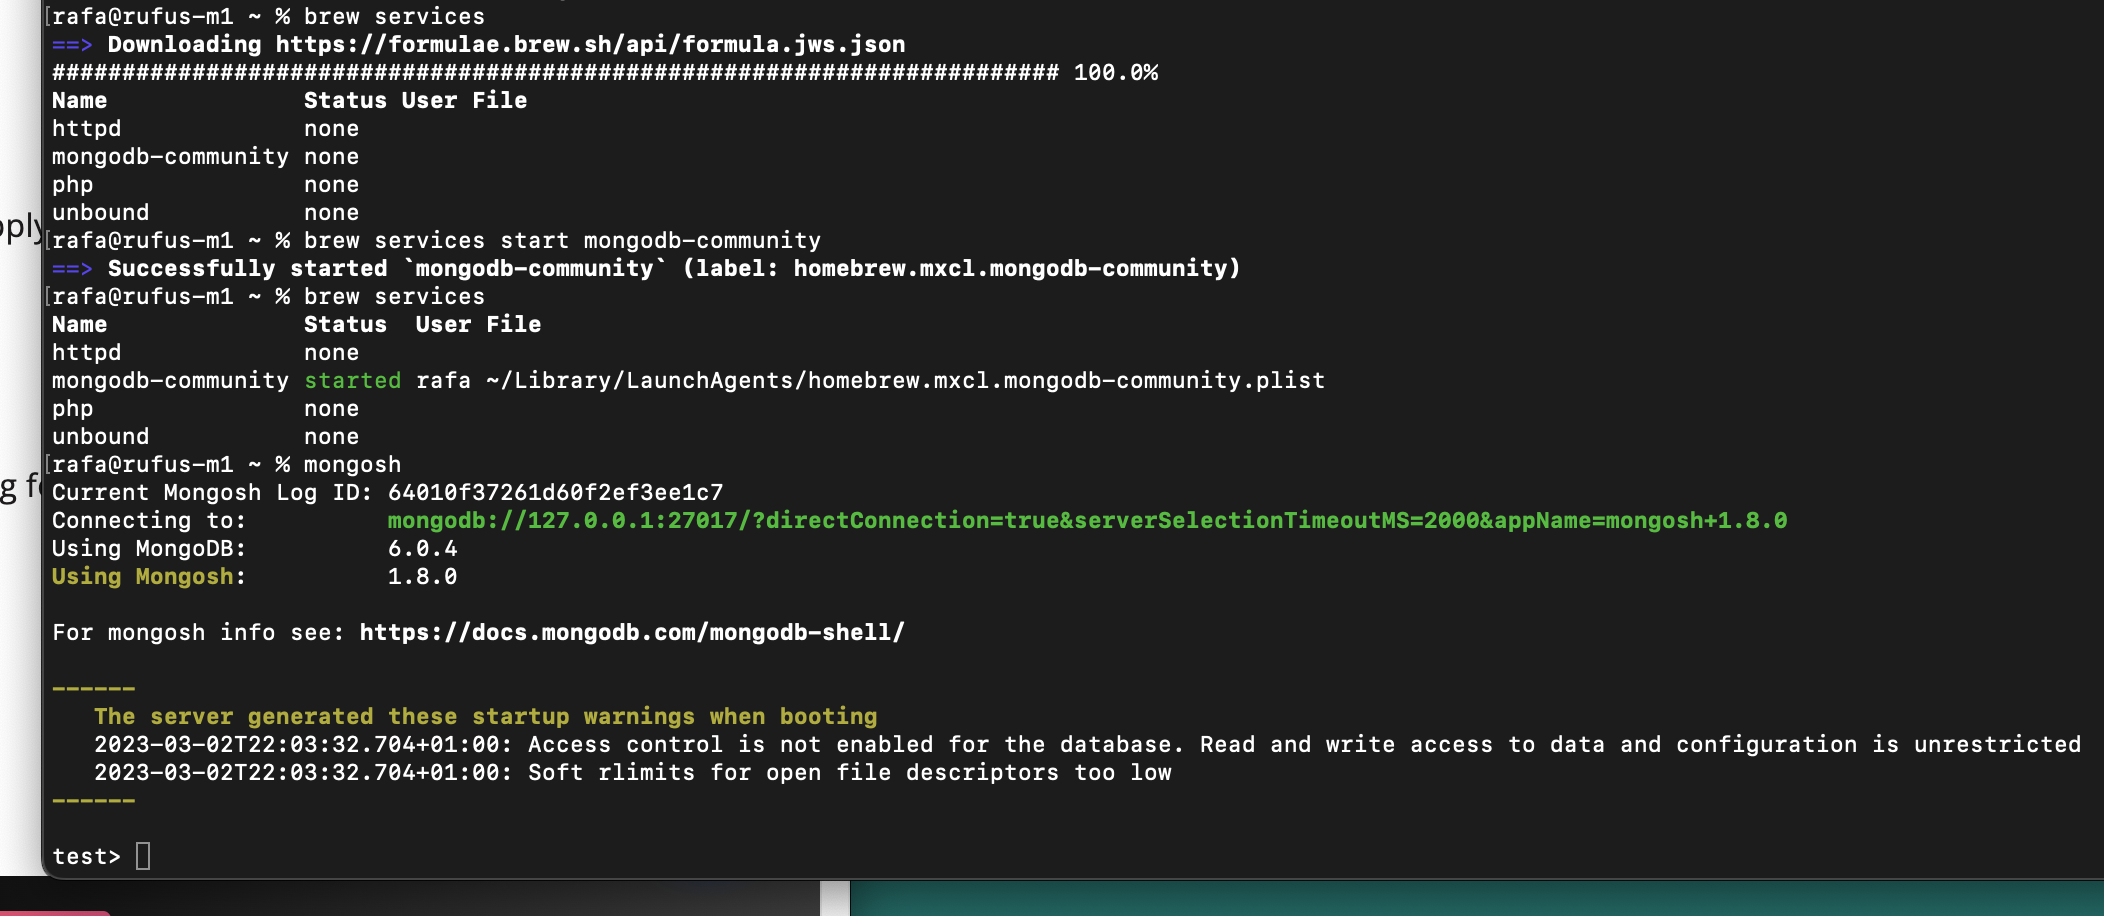 [rafa@rufus-m1 ~ % brew services
==> Downloading https://formulae.brew.sh/api/formula.jws.json
######################################################################## 100.0%
Name              Status User File
httpd             none
mongodb-community none
php               none
unbound           none
[rafa@rufus-m1 ~ % brew services start mongodb-community
==> Successfully started `mongodb-community` (label: homebrew.mxcl.mongodb-community)
[rafa@rufus-m1 ~ % brew services
Name              Status  User File
httpd             none
mongodb-community started rafa ~/Library/LaunchAgents/homebrew.mxcl.mongodb-community.plist
php               none
unbound           none
[rafa@rufus-m1 ~ % mongosh
Current Mongosh Log ID: 64010f37261d60f2ef3ee1c7
Connecting to:          mongodb://127.0.0.1:27017/?directConnection=true&serverSelectionTimeoutMS=2000&appName=mongosh+1.8.0
Using MongoDB:          6.0.4
Using Mongosh:          1.8.0
For mongosh info see: https://docs.mongodb.com/mongodb-shell/
------
   The server generated these startup warnings when booting
   2023-03-02T22:03:32.704+01:00: Access control is not enabled for the database. Read and write access to data and configuration is unrestricted
   2023-03-02T22:03:32.704+01:00: Soft rlimits for open file descriptors too low
------
test>